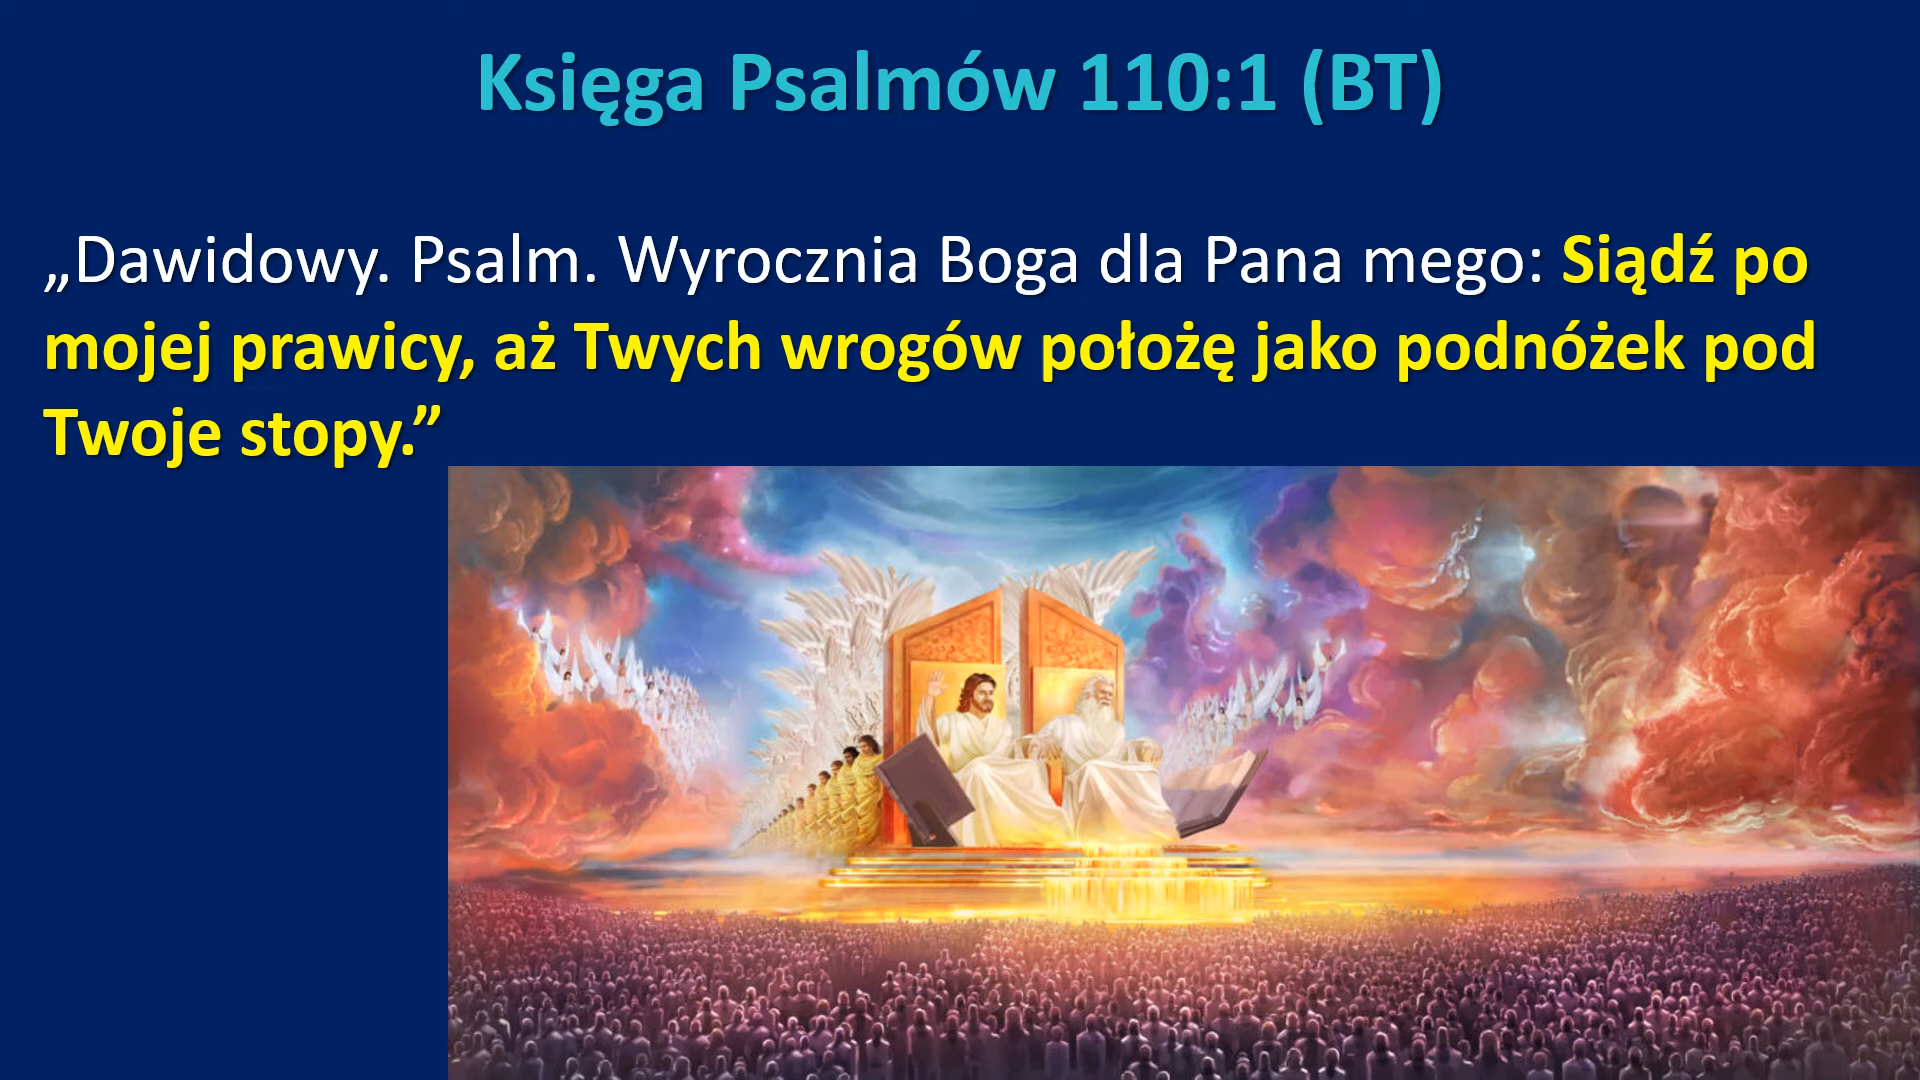 Księga Psalmów 110:1 (BT)
„Dawidowy. Psalm. Wyrocznia Boga dla Pana mego: Siądź po
mojej prawicy, aż Twych wrogów położę jako podnóżek pod
Twoje stopy.”